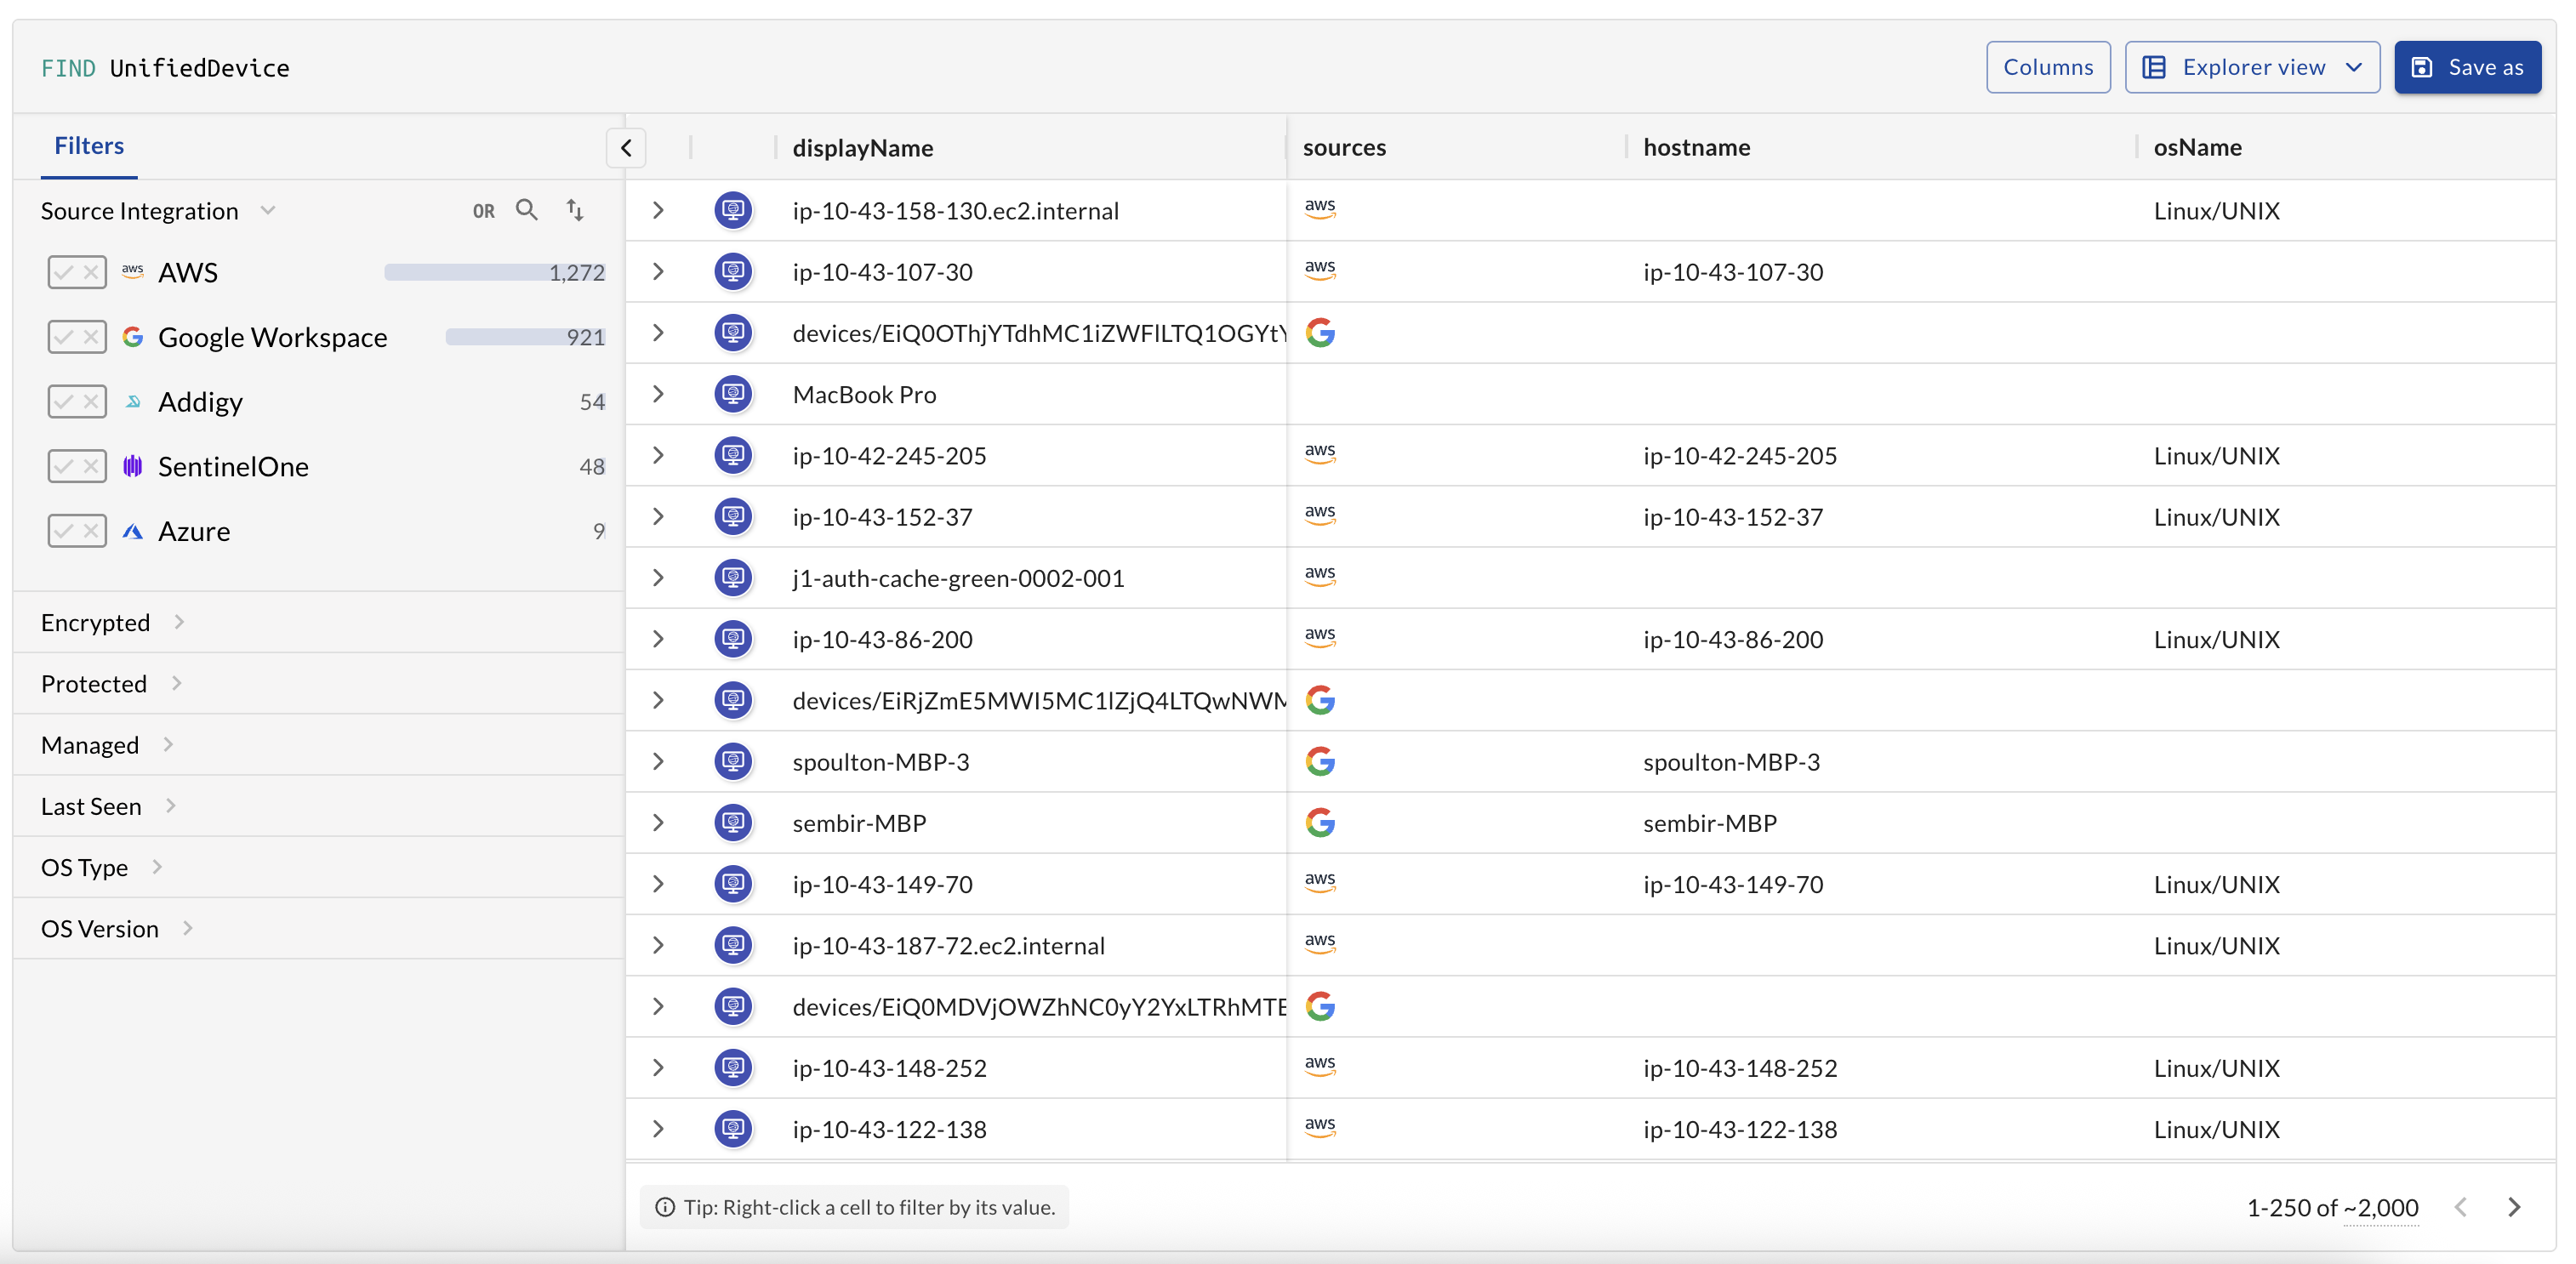 FIND UnifiedDevice
Columns
Explorer view
Save as
Filters
displayName
sources
hostname
osName
Source Integration
OR
aws AWS 1,272
Google Workspace 921
Addigy 54
SentinelOne 48
Azure 9
Encrypted
Protected
Managed
Last Seen
OS Type
OS Version
ip-10-43-158-130.ec2.internal aws Linux/UNIX
ip-10-43-107-30 aws ip-10-43-107-30
devices/EiQ0OThjYTdhMC1iZWFlLTQ1OGYtY
MacBook Pro
ip-10-42-245-205 aws ip-10-42-245-205 Linux/UNIX
ip-10-43-152-37 aws ip-10-43-152-37 Linux/UNIX
j1-auth-cache-green-0002-001 aws
ip-10-43-86-200 aws ip-10-43-86-200 Linux/UNIX
devices/EiRjZmE5MWI5MC1lZjQ4LTQwNWM
spoulton-MBP-3 spoulton-MBP-3
sembir-MBP sembir-MBP
ip-10-43-149-70 aws ip-10-43-149-70 Linux/UNIX
ip-10-43-187-72.ec2.internal aws Linux/UNIX
devices/EiQ0MDVjOWZhNC0yY2YxLTRhMTE
ip-10-43-148-252 aws ip-10-43-148-252 Linux/UNIX
ip-10-43-122-138 aws ip-10-43-122-138 Linux/UNIX
Tip: Right-click a cell to filter by its value.
1-250 of ~2,000